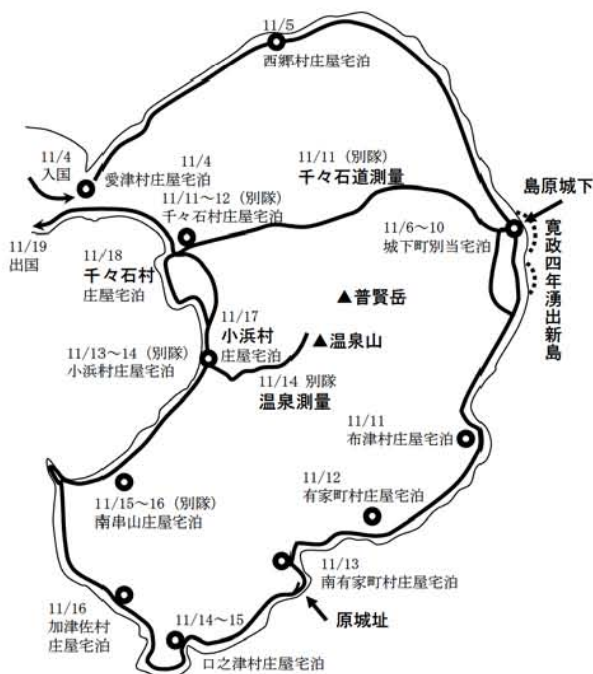 11/5
西郷村庄屋宅泊
11/4
入国
愛津村庄屋宅泊
11/4
11/11（別隊）
千々石道測量
11/11～12（別隊）
千々石村庄屋宅泊
島原城下
11/6～10
城下町別当宅泊
寛政四年湧出新島
11/19
出国
11/18
千々石村
庄屋宅泊
▲普賢岳
▲温泉山
11/17
小浜村
庄屋宅泊
11/13～14（別隊）
小浜村庄屋宅泊
11/14 別隊
温泉測量
11/11
布津村庄屋宅泊
11/12
有家町村庄屋宅泊
11/15～16（別隊）
南串山庄屋宅泊
11/13
南有家町村庄屋宅泊
原城址
11/16
加津佐村
庄屋宅泊
11/14～15
口之津村庄屋宅泊